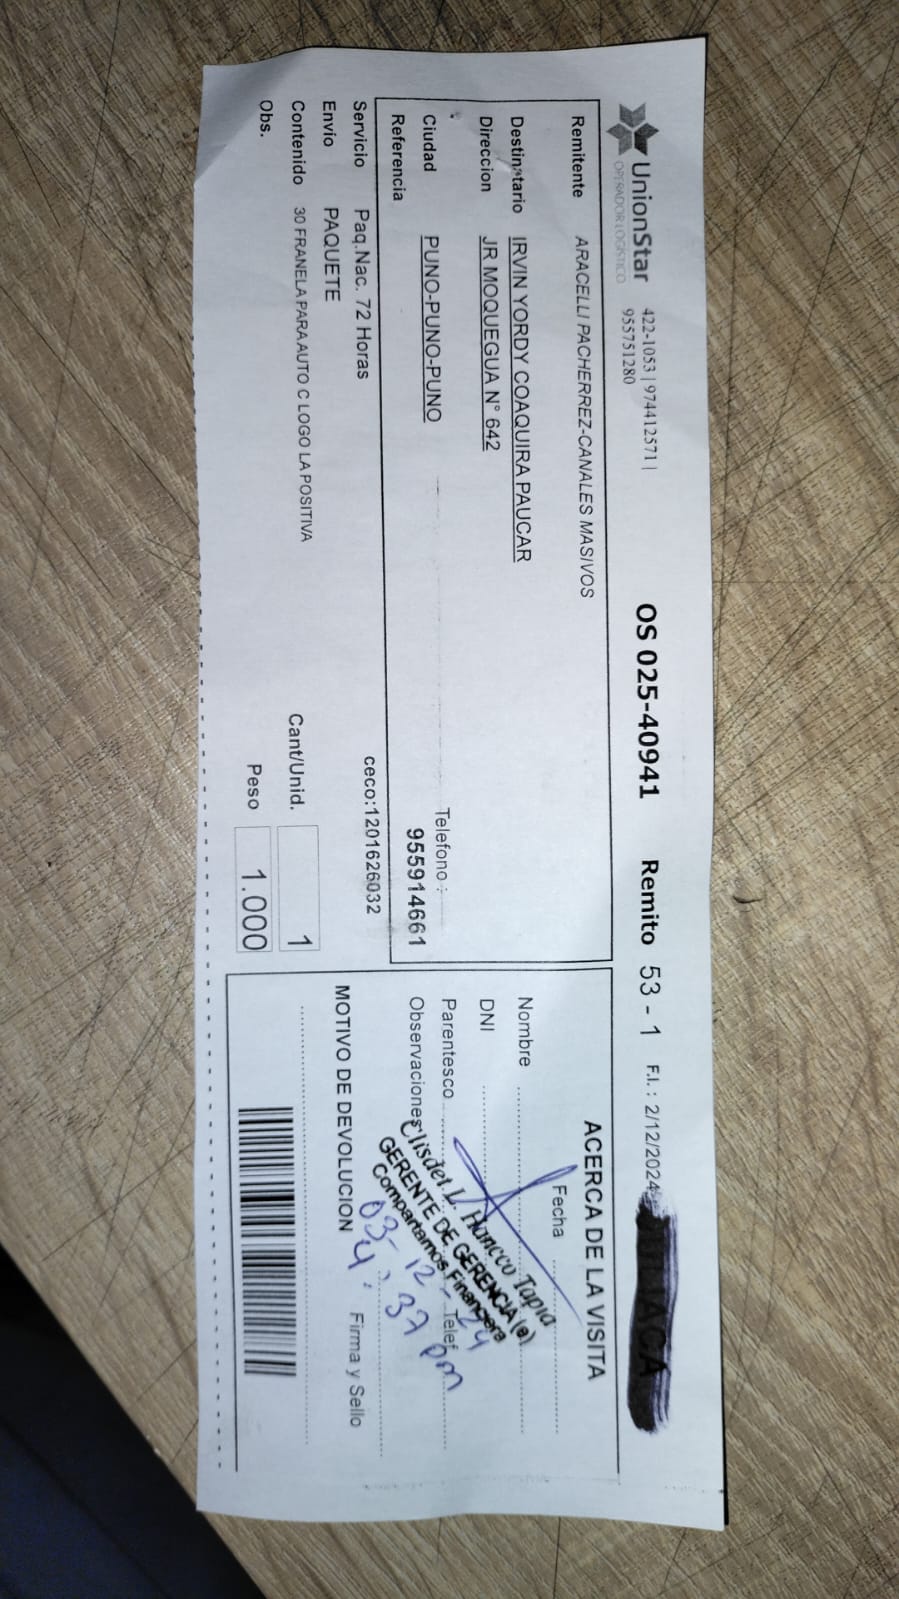 UnionStar
OPERADOR LOGISTICO
422-1053 | 974412571 |
955751280
OS 025-40941 Remito 53 - 1 F.I.: 2/12/2024
Remitente ARACELLI PACHERREZ-CANALES MASIVOS
Destinatario IRVIN YORDY COAQUIRA PAUCAR
Direccion JR MOQUEGUA N° 642
Ciudad PUNO-PUNO-PUNO
Telefono :
Referencia 955914661
Servicio Paq.Nac. 72 Horas ceco:1201626032
Envio PAQUETE
Contenido 30 FRANELA PARA AUTO C LOGO LA POSITIVA Cant/Unid. 1
Obs. Peso 1.000
ACERCA DE LA VISITA
Fecha
Nombre
DNI
Parentesco Telef.
Observaciones
Elisdet L. Hancco Tapia
GERENTE DE GERENCIA (e)
Compartamos Financiera
03-12-24
4:37 pm
MOTIVO DE DEVOLUCION Firma y Sello